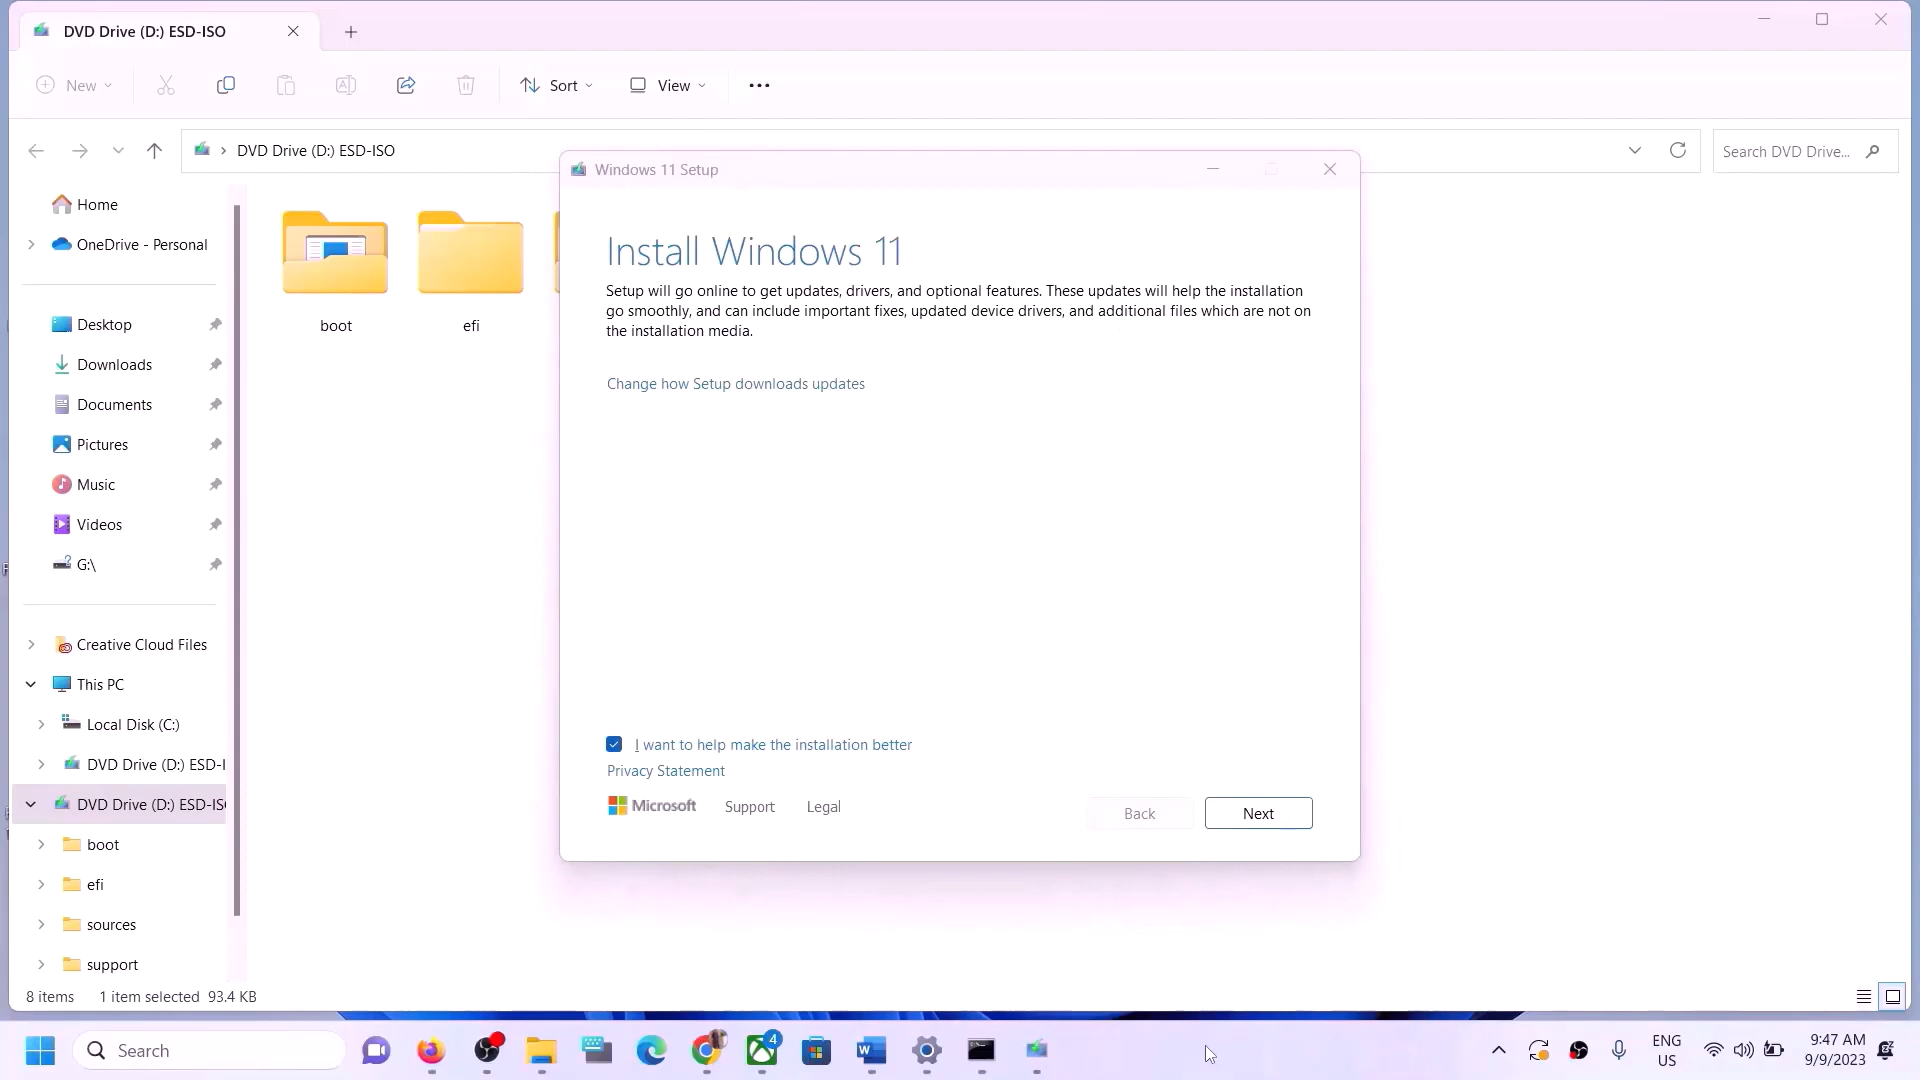 DVD Drive (D:) ESD-ISO
New
Sort
View
DVD Drive (D:) ESD-ISO
Search DVD Drive...
Home
OneDrive - Personal
Desktop
Downloads
Documents
Pictures
Music
Videos
G:\
Creative Cloud Files
This PC
Local Disk (C:)
DVD Drive (D:) ESD-I
DVD Drive (D:) ESD-IS
boot
efi
sources
support
boot
efi
Windows 11 Setup
Install Windows 11
Setup will go online to get updates, drivers, and optional features. These updates will help the installation
go smoothly, and can include important fixes, updated device drivers, and additional files which are not on
the installation media.
Change how Setup downloads updates
I want to help make the installation better
Privacy Statement
Microsoft Support Legal
Back Next
8 items 1 item selected 93.4 KB
Search
4
ENG
US
9:47 AM
9/9/2023